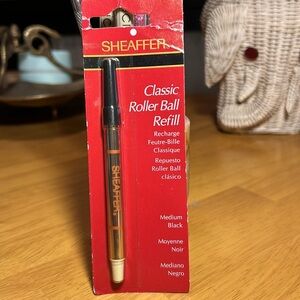 SHEAFFER
Classic
Roller Ball
Refill
Recharge
Feutre-Bille
Classique
Repuesto
Roller Ball
clásico
Medium
Black
Moyenne
Noir
Mediano
Negro
SHEAFFER